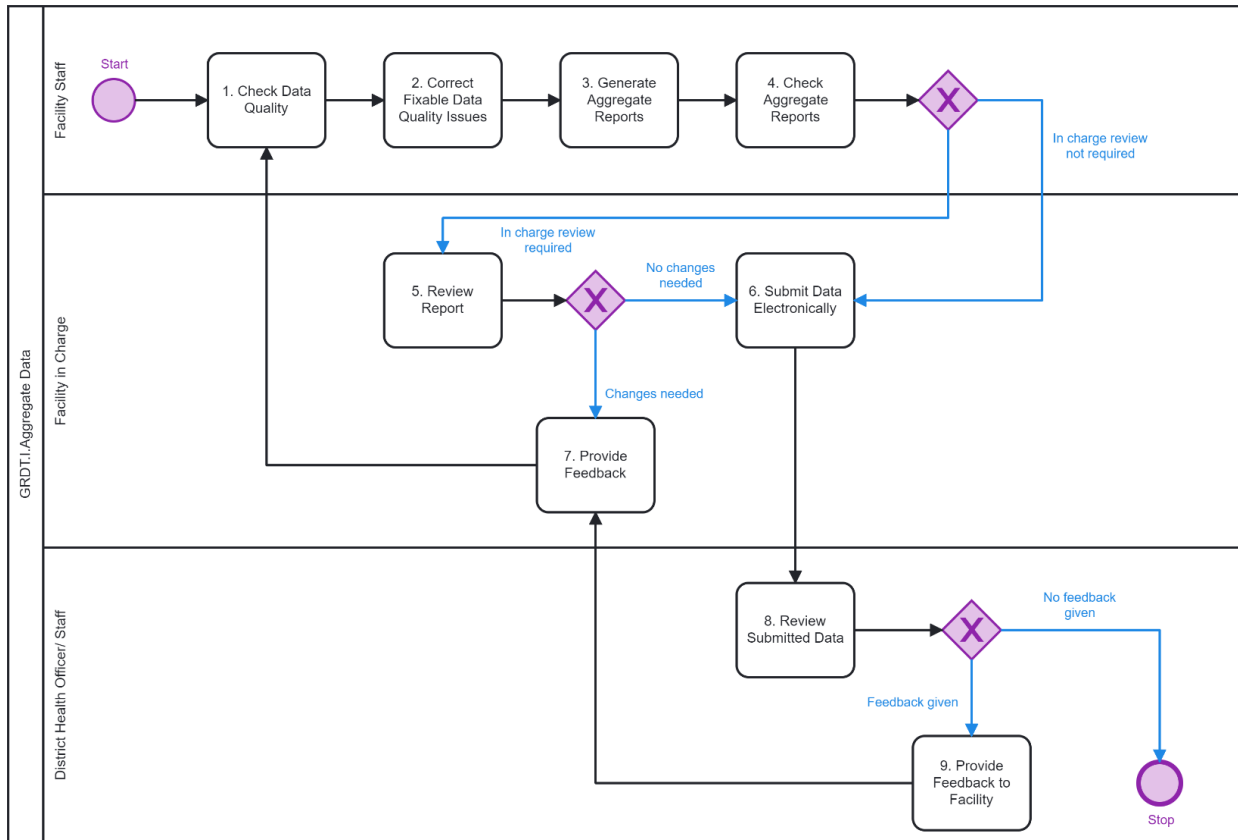 GRDT.I.Aggregate Data
Facility Staff
Start
1. Check Data
Quality
2. Correct
Fixable Data
Quality Issues
3. Generate
Aggregate
Reports
4. Check
Aggregate
Reports
X
In charge review
not required
Facility in Charge
In charge review
required
5. Review
Report
X
No changes
needed
6. Submit Data
Electronically
Changes needed
7. Provide
Feedback
District Health Officer/ Staff
8. Review
Submitted Data
X
No feedback
given
Feedback given
9. Provide
Feedback to
Facility
Stop